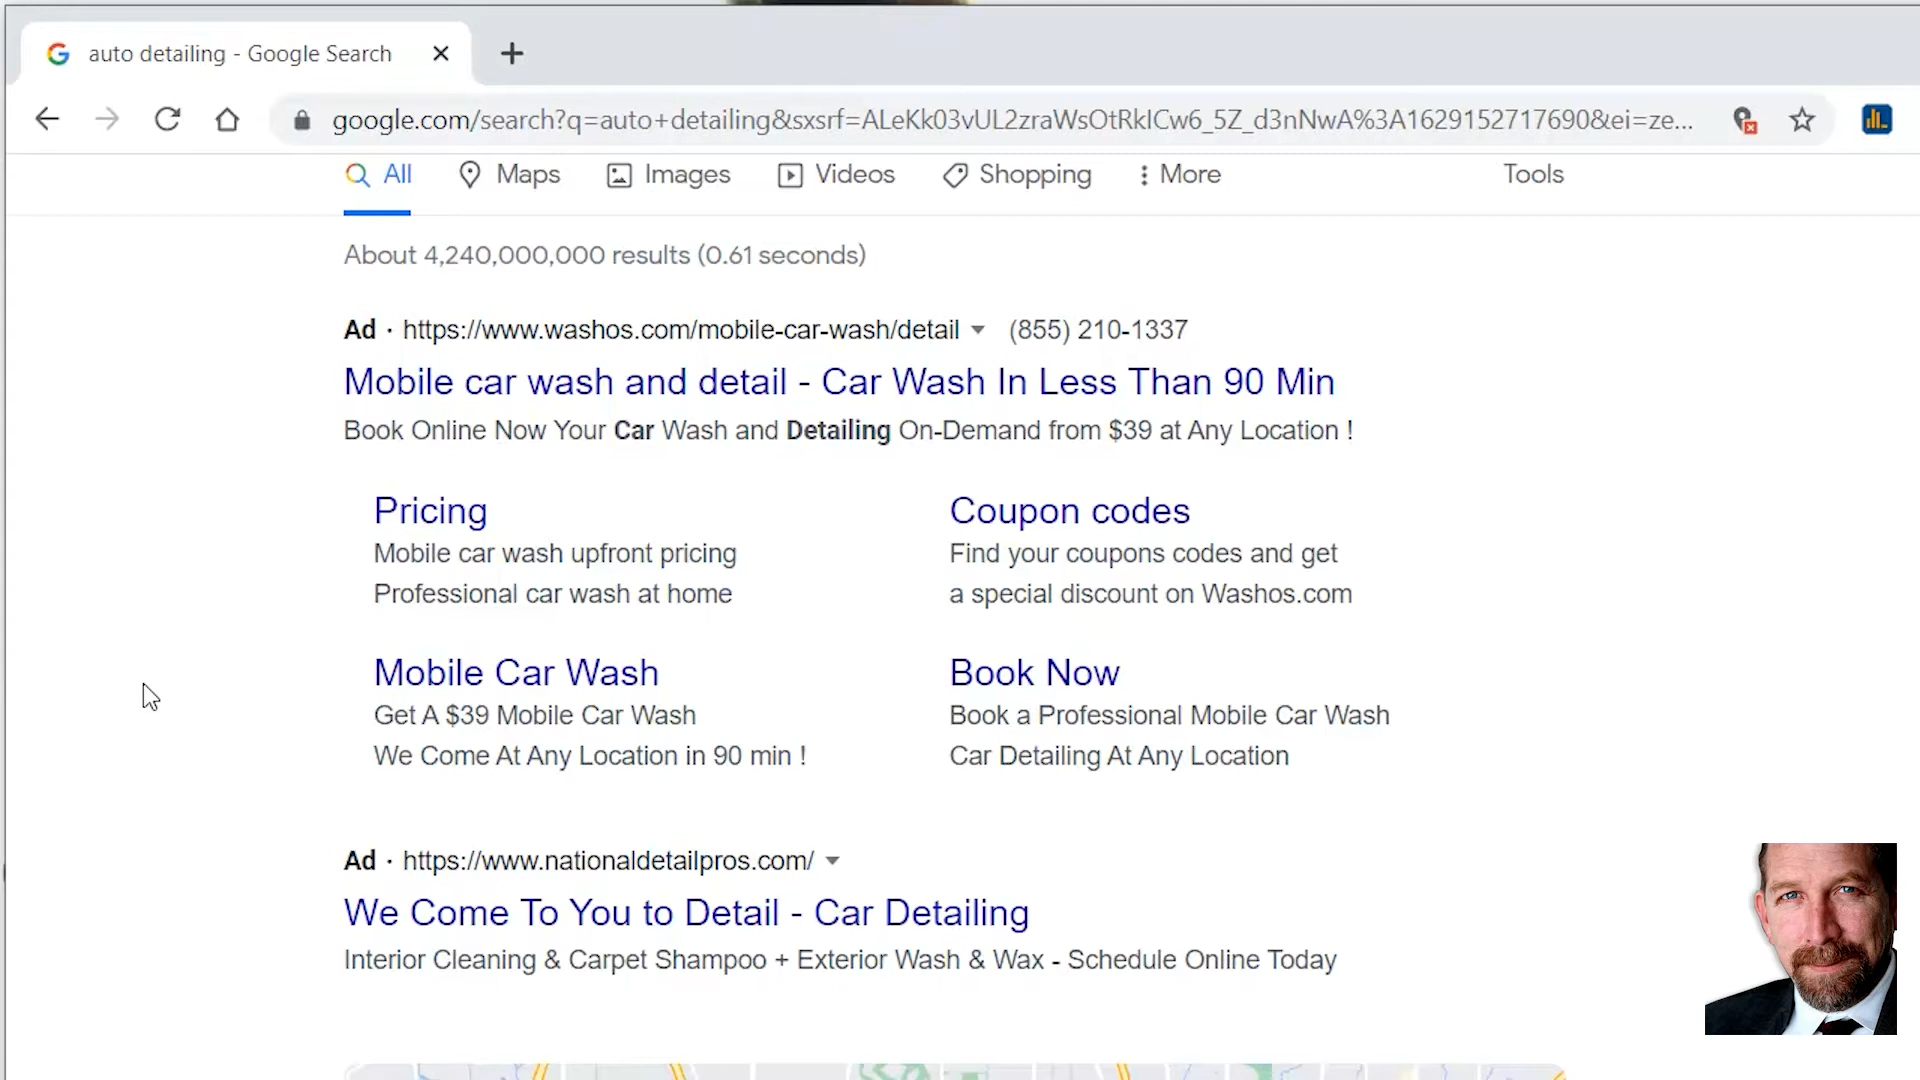 auto detailing - Google Search
google.com/search?q=auto+detailing&sxsrf=ALeKk03vUL2zraWsOtRkICw6_5Z_d3nNwA%3A1629152717690&ei=ze...
All Maps Images Videos Shopping More Tools
About 4,240,000,000 results (0.61 seconds)
Ad · https://www.washos.com/mobile-car-wash/detail (855) 210-1337
Mobile car wash and detail - Car Wash In Less Than 90 Min
Book Online Now Your Car Wash and Detailing On-Demand from $39 at Any Location !
Pricing
Mobile car wash upfront pricing
Professional car wash at home
Coupon codes
Find your coupons codes and get
a special discount on Washos.com
Mobile Car Wash
Get A $39 Mobile Car Wash
We Come At Any Location in 90 min !
Book Now
Book a Professional Mobile Car Wash
Car Detailing At Any Location
Ad · https://www.nationaldetailpros.com/
We Come To You to Detail - Car Detailing
Interior Cleaning & Carpet Shampoo + Exterior Wash & Wax - Schedule Online Today